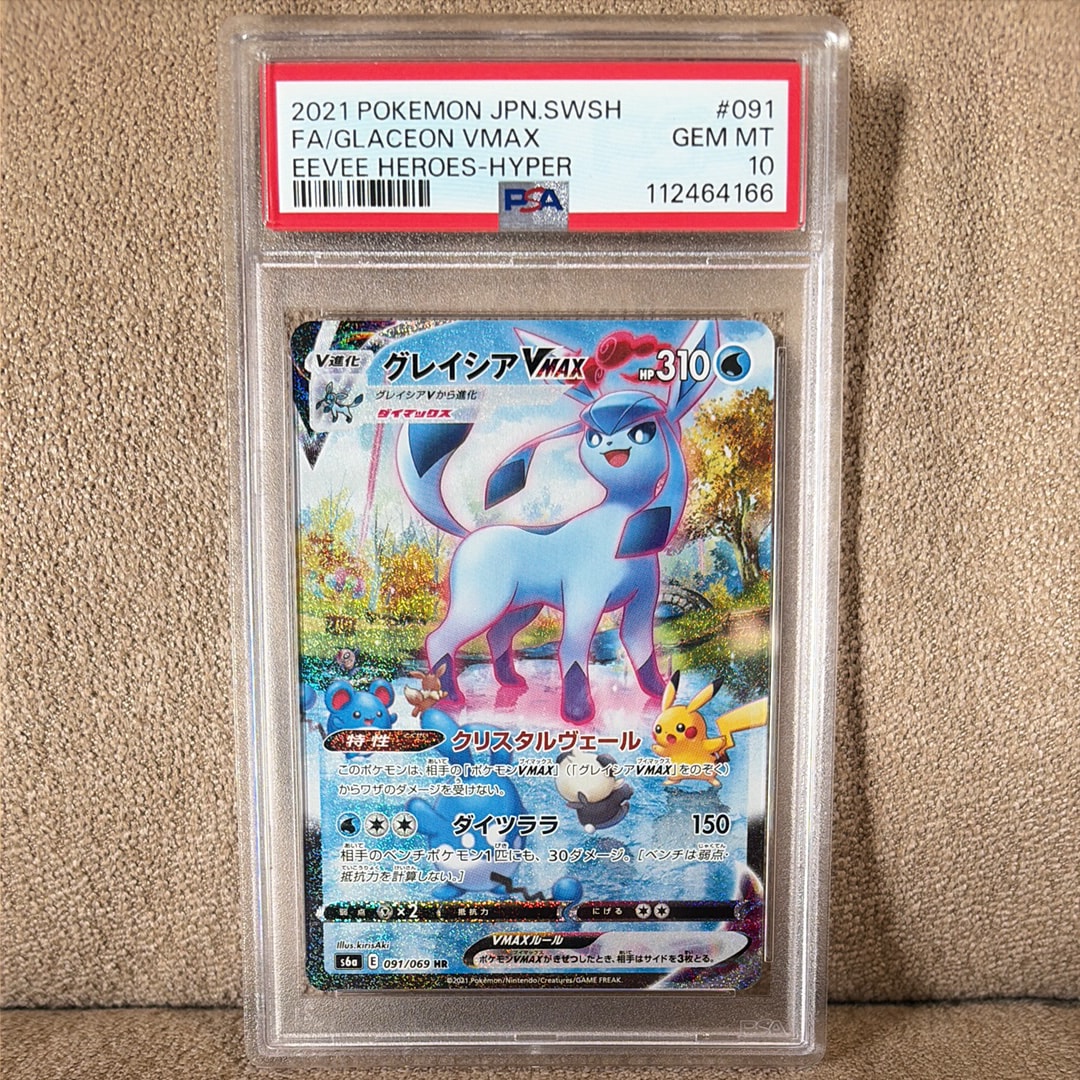 2021 POKEMON JPN.SWSH #091
FA/GLACEON VMAX GEM MT
EEVEE HEROES-HYPER 10
PSA 112464166
V進化 グレイシアVMAX HP310
グレイシアVから進化
ダイマックス
特性 クリスタルヴェール
このポケモンは、相手の「ポケモンVMAX」(「グレイシアVMAX」をのぞく)
からワザのダメージを受けない。
ダイツララ 150
相手のベンチポケモン1匹にも、30ダメージ。[ベンチは弱点・
抵抗力を計算しない。]
弱点 ×2 抵抗力 にげる
Illus.kirisAki VMAXルール
s6a E 091/069 HR ポケモンVMAXがきぜつしたとき、相手はサイドを3枚とる。
©2021 Pokémon/Nintendo/Creatures/GAME FREAK.
PSA